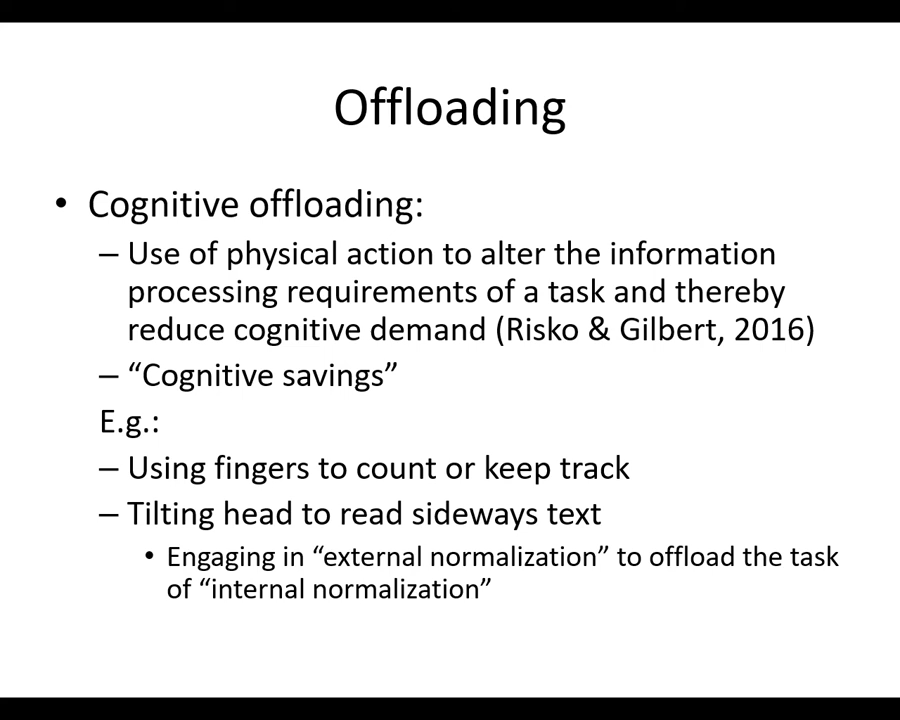 Offloading
• Cognitive offloading:
– Use of physical action to alter the information
processing requirements of a task and thereby
reduce cognitive demand (Risko & Gilbert, 2016)
– “Cognitive savings”
E.g.:
– Using fingers to count or keep track
– Tilting head to read sideways text
• Engaging in “external normalization” to offload the task
of “internal normalization”